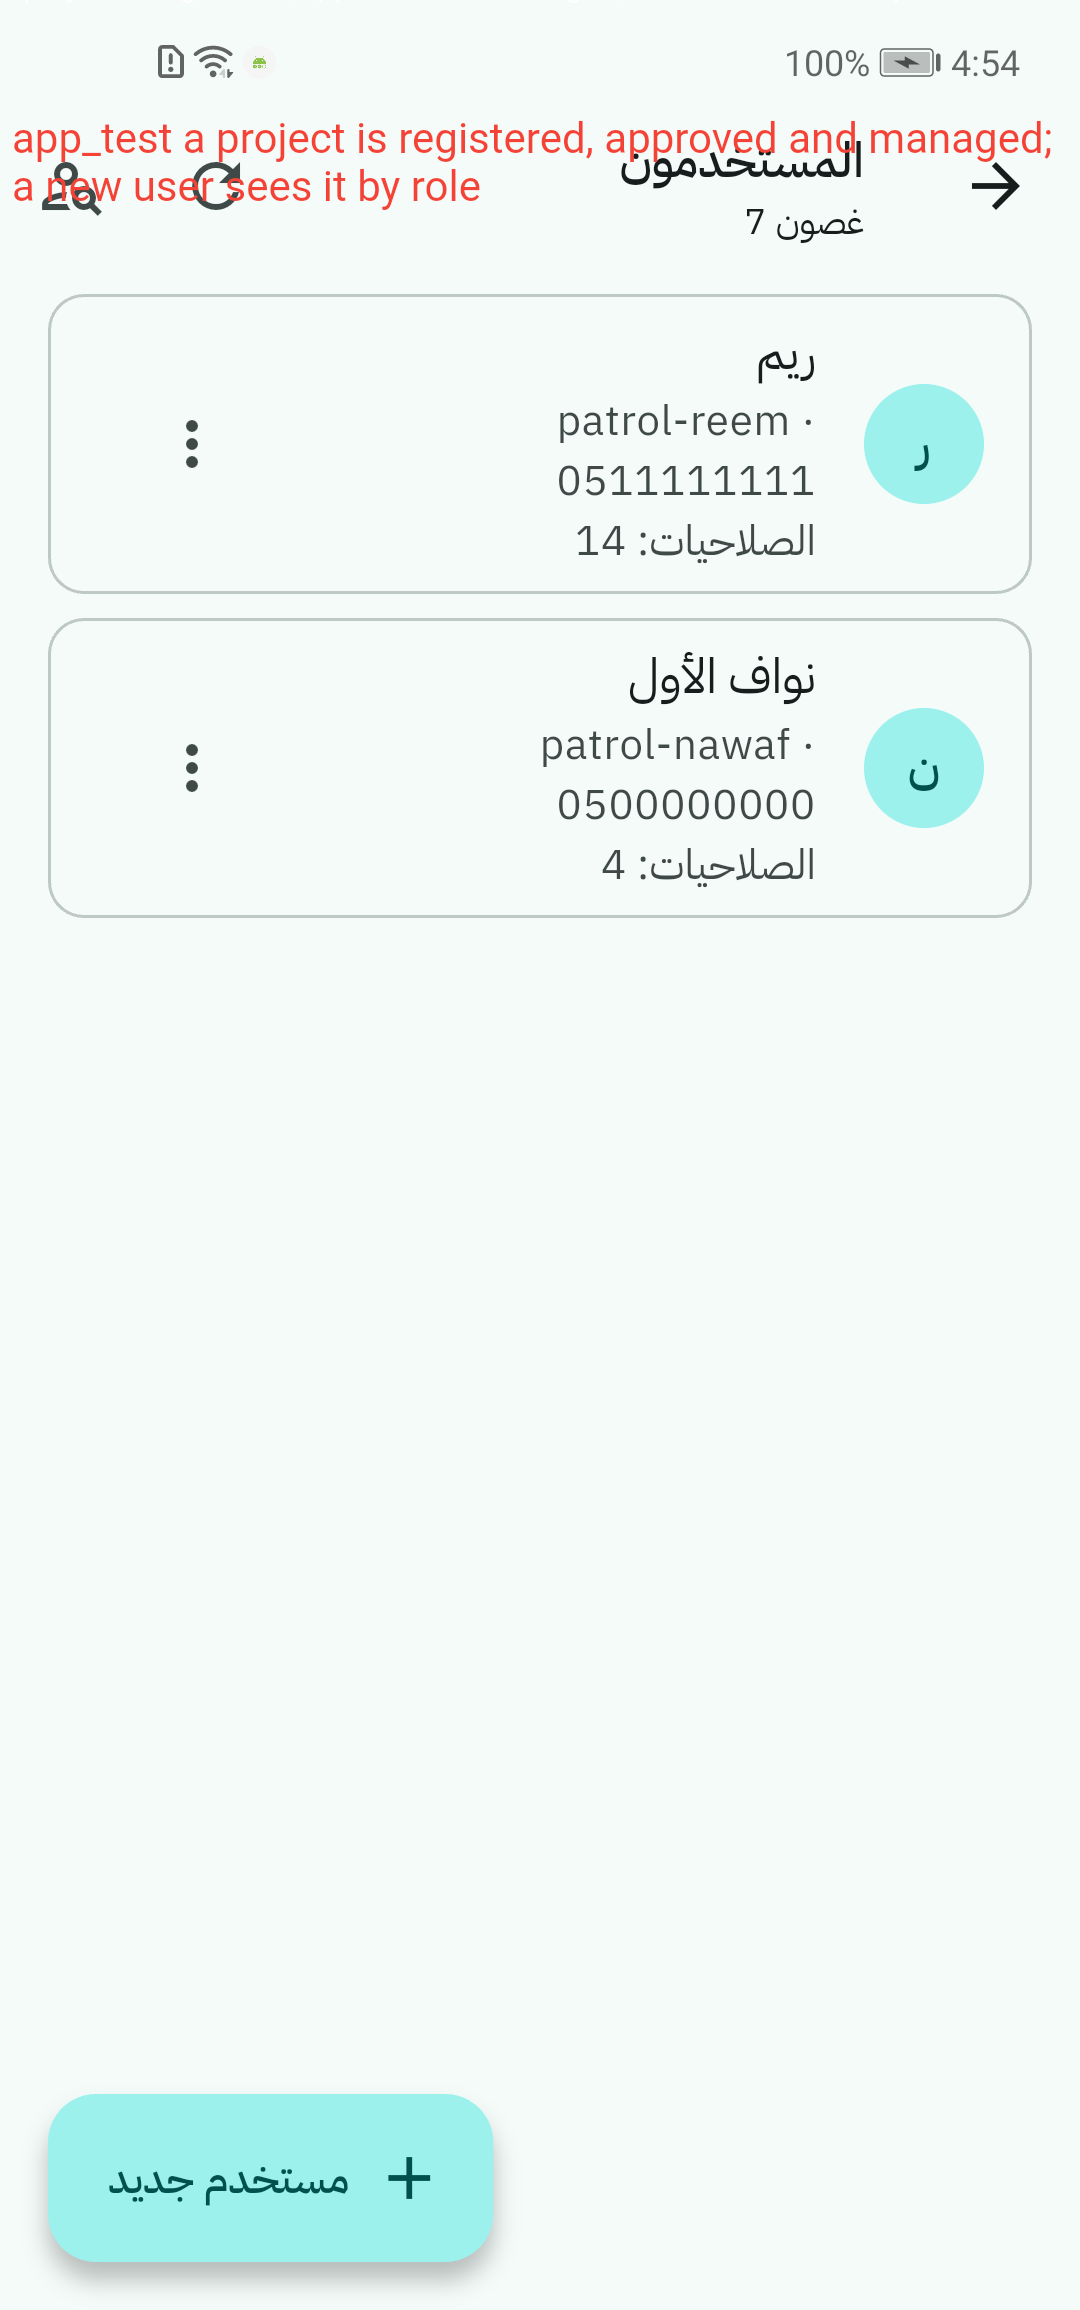 100% 4:54
app_test a project is registered, approved and managed;
a new user sees it by role
المستخدمون
غصون 7
ريم
patrol-reem ·
0511111111
الصلاحيات: 14
ر
نواف الأول
patrol-nawaf ·
0500000000
الصلاحيات: 4
ن
مستخدم جديد